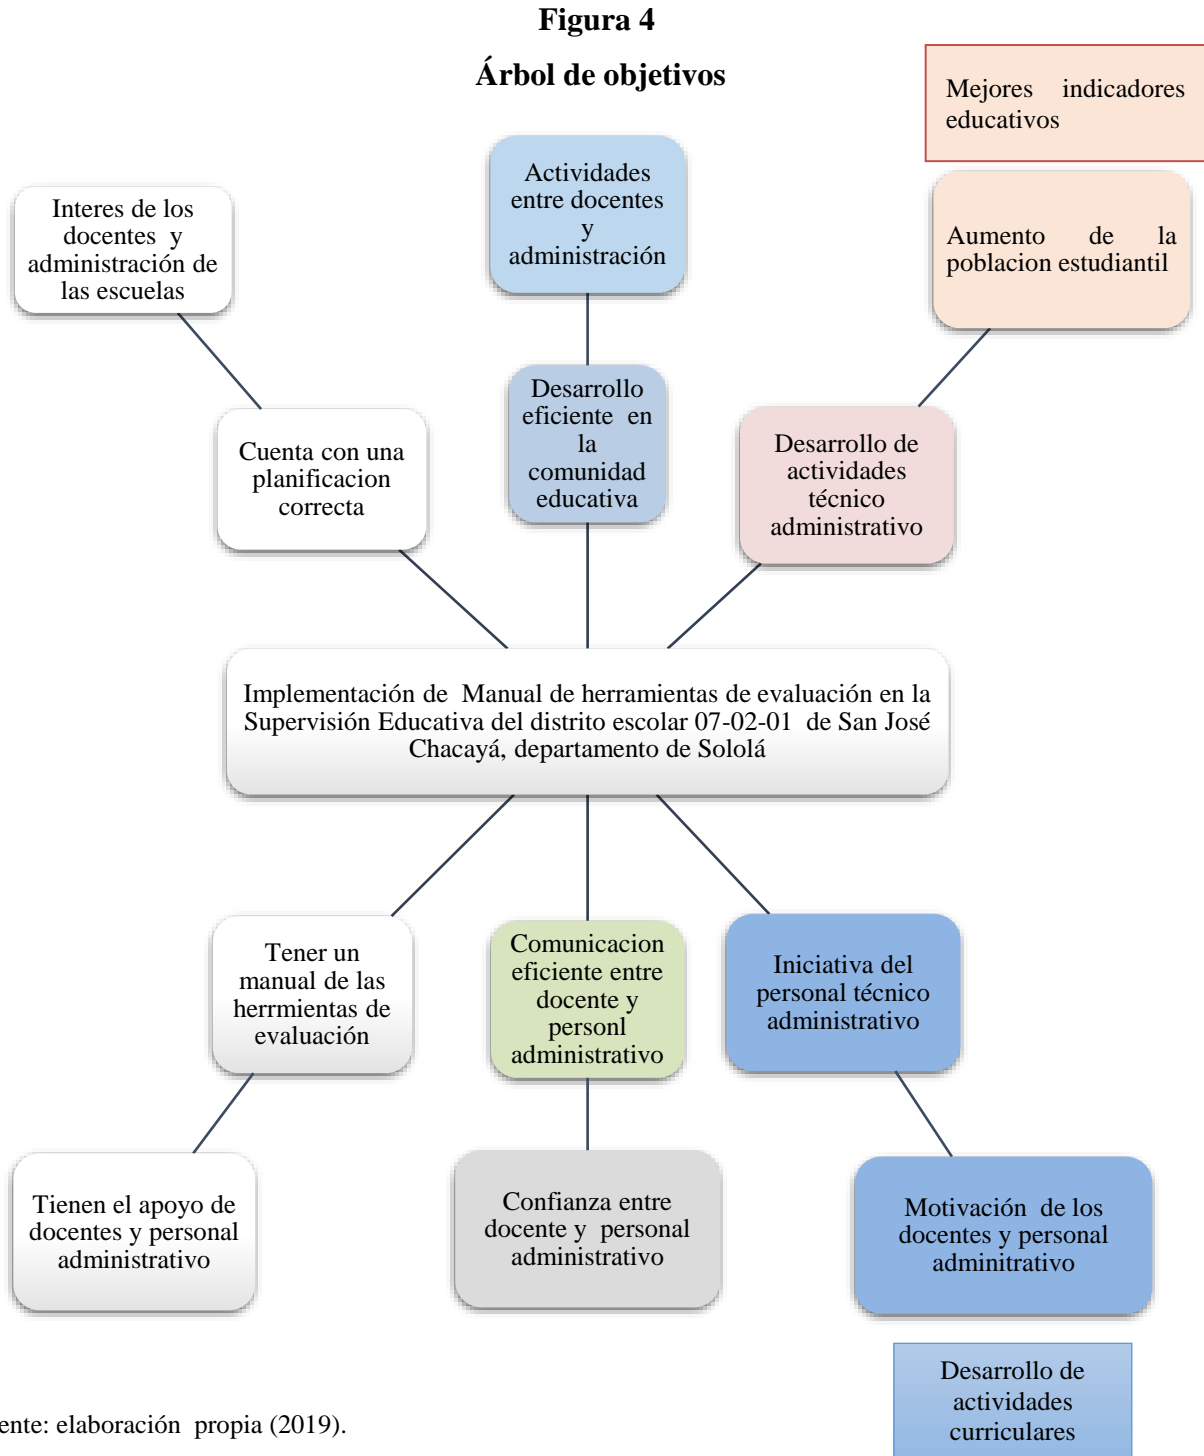 Figura 4
Árbol de objetivos
Mejores indicadores
educativos
Actividades
entre docentes
y
administración
Interes de los
docentes y
administración de
las escuelas
Aumento de la
poblacion estudiantil
Desarrollo
eficiente en
la
comunidad
educativa
Cuenta con una
planificacion
correcta
Desarrollo de
actividades
técnico
administrativo
Implementación de Manual de herramientas de evaluación en la
Supervisión Educativa del distrito escolar 07-02-01 de San José
Chacayá, departamento de Sololá
Tener un
manual de las
herrmientas de
evaluación
Comunicacion
eficiente entre
docente y
personl
administrativo
Iniciativa del
personal técnico
administrativo
Tienen el apoyo de
docentes y personal
administrativo
Confianza entre
docente y personal
administrativo
Motivación de los
docentes y personal
adminitrativo
Desarrollo de
actividades
curriculares
ente: elaboración propia (2019).